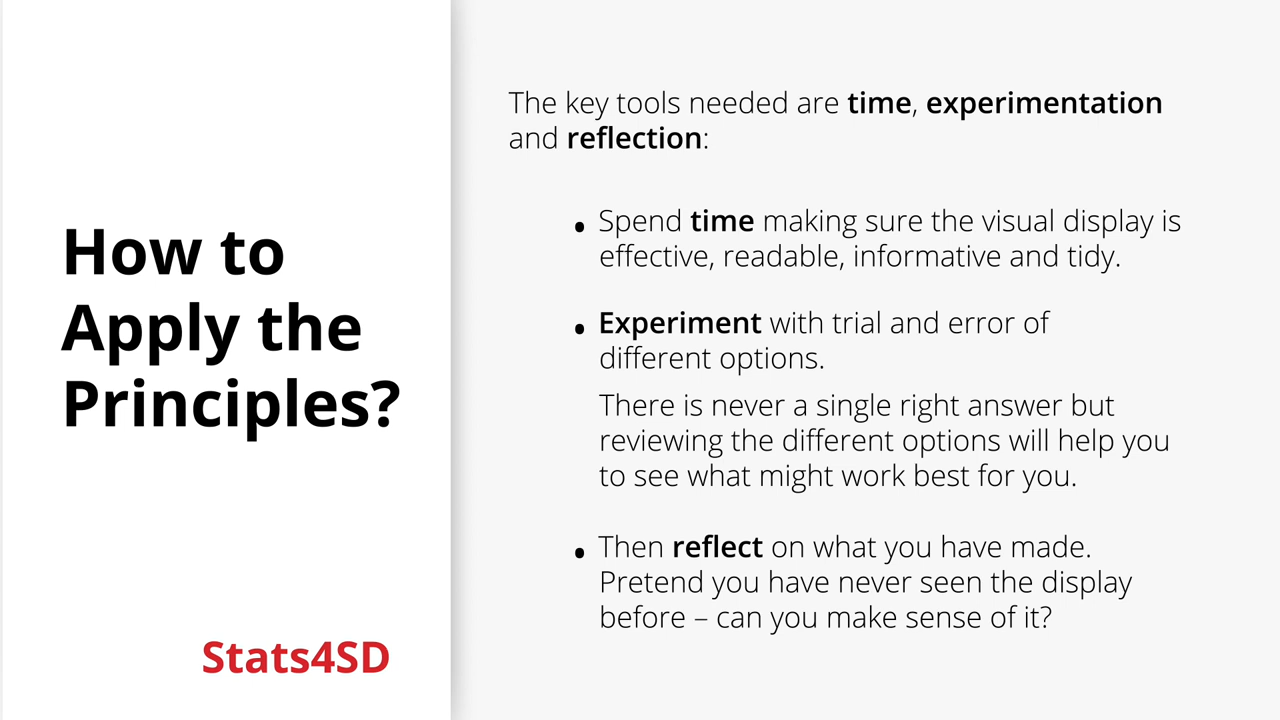 How to
Apply the
Principles?
Stats4SD
The key tools needed are time, experimentation
and reflection:
• Spend time making sure the visual display is
effective, readable, informative and tidy.
• Experiment with trial and error of
different options.
There is never a single right answer but
reviewing the different options will help you
to see what might work best for you.
• Then reflect on what you have made.
Pretend you have never seen the display
before – can you make sense of it?